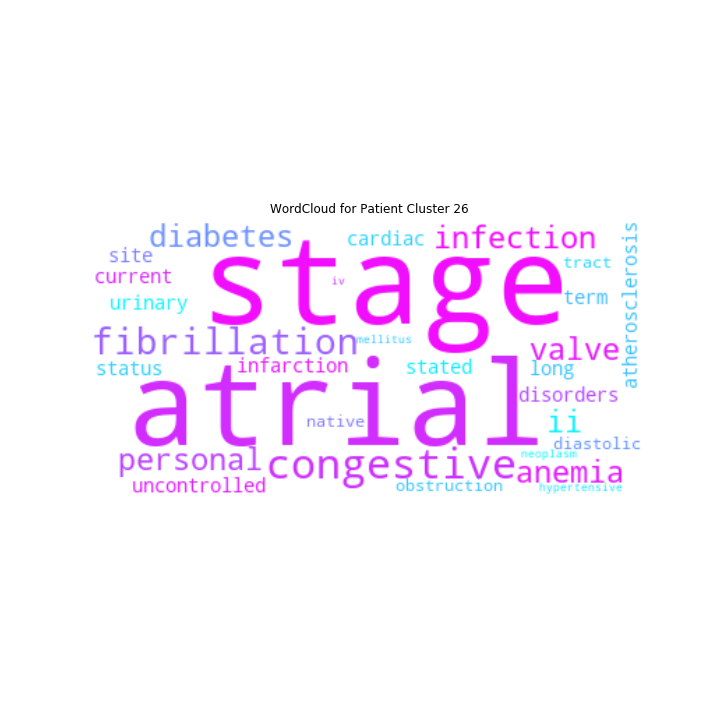 WordCloud for Patient Cluster 26
diabetes
cardiac
infection
atherosclerosis
site
stage
tract
current
iv
term
urinary
fibrillation
mellitus
valve
status
infarction
stated
long
atrial
disorders
native
ii
diastolic
personal
congestive
neoplasm
anemia
uncontrolled
obstruction
hypertensive